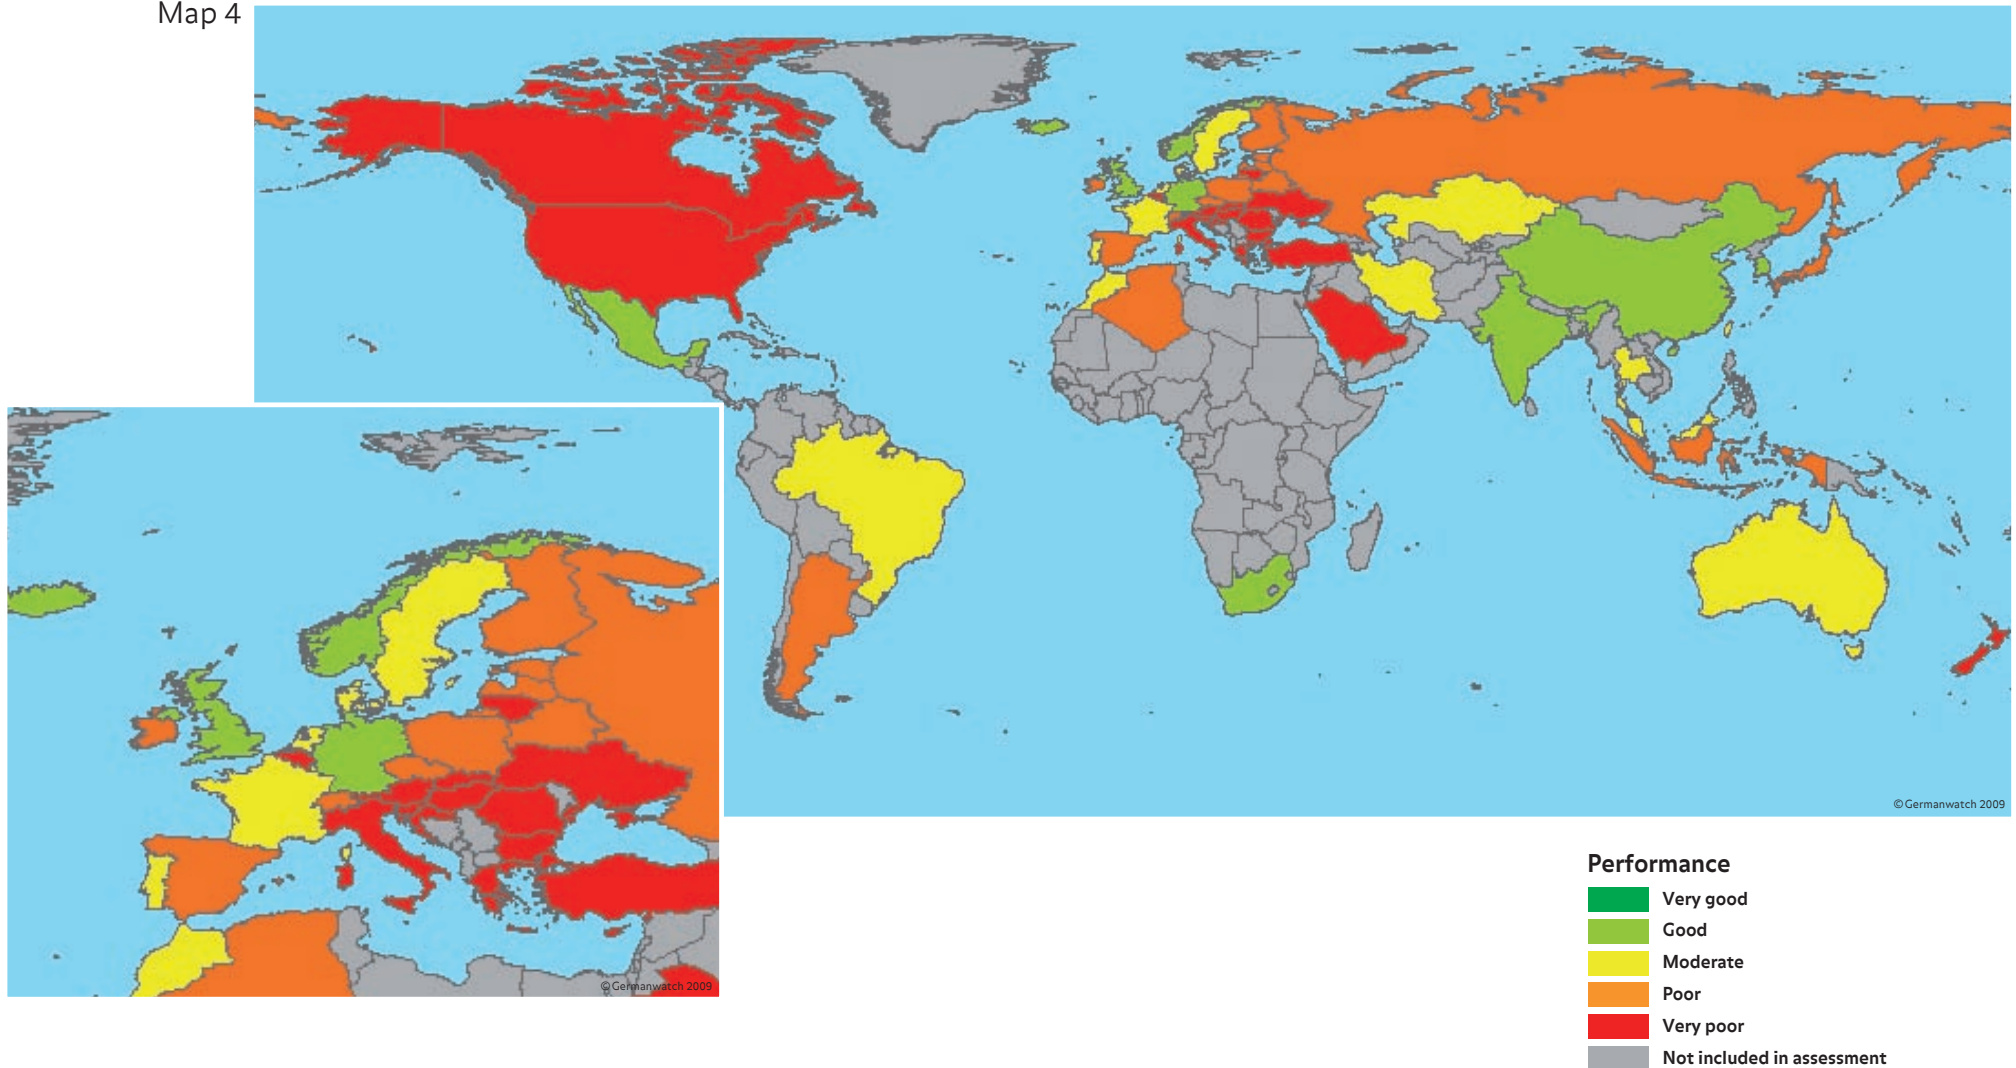 Map 4
©Germanwatch 2009
©Germanwatch 2009
Performance
Very good
Good
Moderate
Poor
Very poor
Not included in assessment